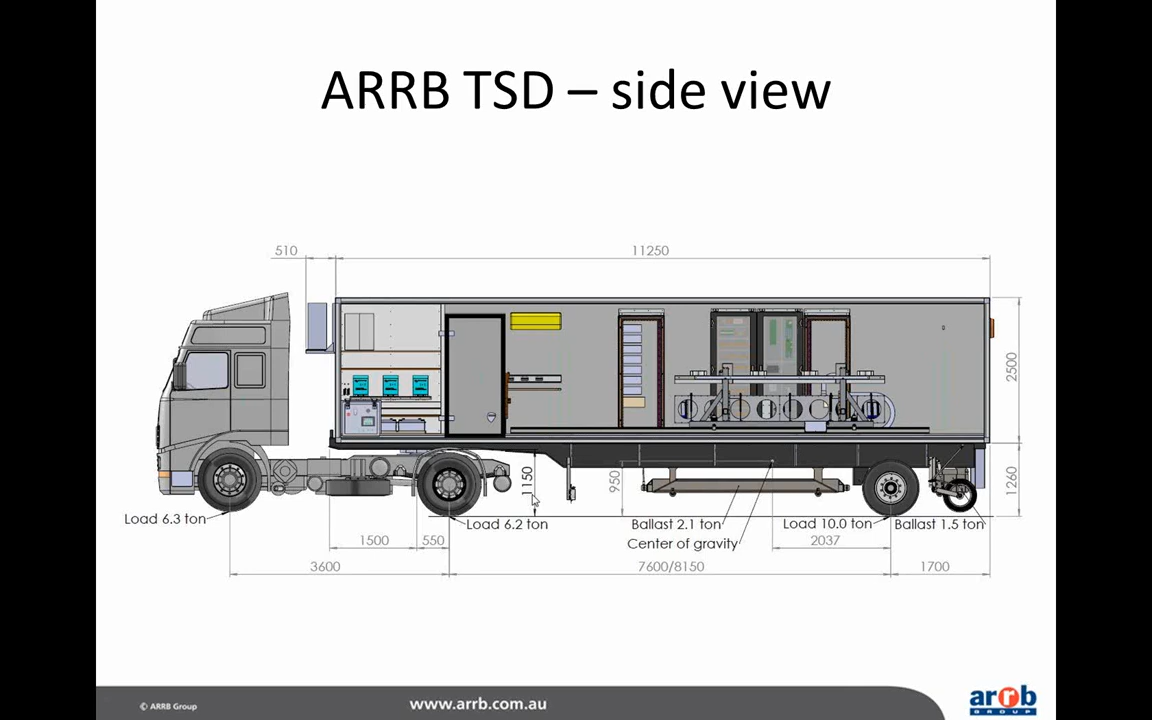 ARRB TSD – side view
510
11250
2500
1150
950
1260
Load 6.3 ton
Load 6.2 ton
Ballast 2.1 ton
Load 10.0 ton
Ballast 1.5 ton
Center of gravity
1500
550
2037
3600
7600/8150
1700
© ARRB Group
www.arrb.com.au
arrb
GROUP